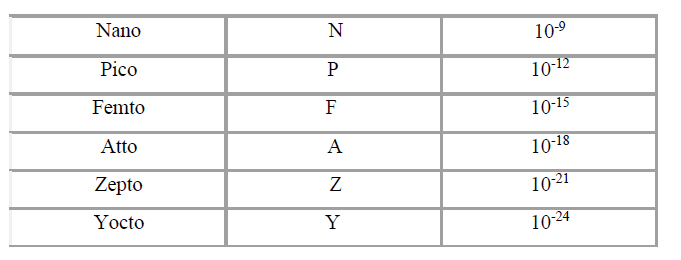 Nano N 10⁻⁹
Pico P 10⁻¹²
Femto F 10⁻¹⁵
Atto A 10⁻¹⁸
Zepto Z 10⁻²¹
Yocto Y 10⁻²⁴